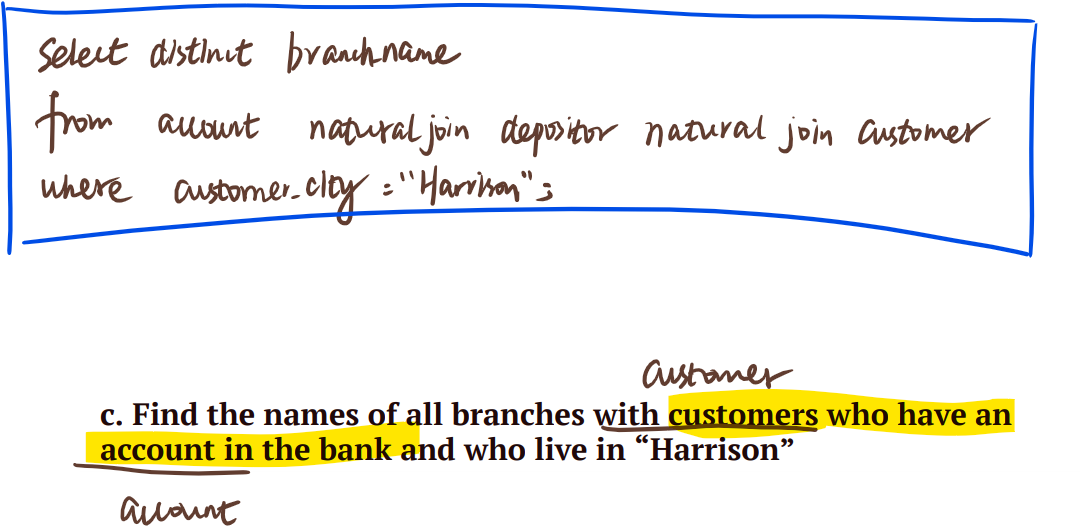 Select distinct branch_name
from account natural join depositor natural join customer
where customer_city = "Harrison";
customer
c. Find the names of all branches with customers who have an
account in the bank and who live in “Harrison”
account